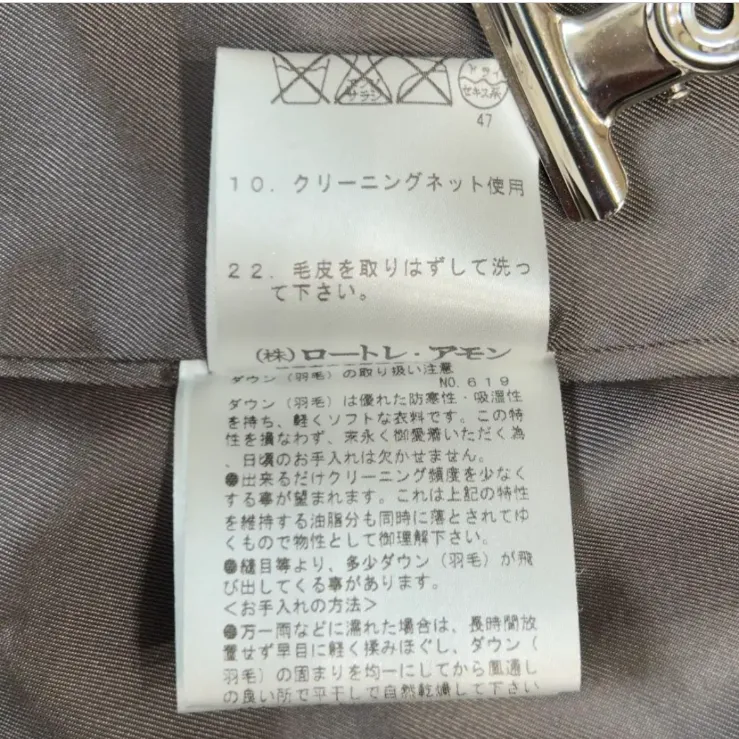 エンソ
サラシ
ドライ
セキユ系
47
10. クリーニングネット使用
22. 毛皮を取りはずして洗っ
て下さい。
(株)ロートレ・アモン
ダウン(羽毛)の取り扱い注意
NO.619
ダウン(羽毛)は優れた防寒性・吸湿性
を持ち、軽くソフトな衣料です。この特
性を損なわず、末永く御愛着いただく為
、日頃のお手入れは欠かせません。
●出来るだけクリーニング頻度を少なく
する事が望まれます。これは上記の特性
を維持する油脂分も同時に落とされてゆ
くもので物性として御理解下さい。
●縫目等より、多少ダウン(羽毛)が飛
び出してくる事があります。
<お手入れの方法>
●万一雨などに濡れた場合は、長時間放
置せず早目に軽く揉みほぐし、ダウン(
羽毛)の固まりを均一にしてから風通し
の良い所で平干しで自然乾燥して下さい